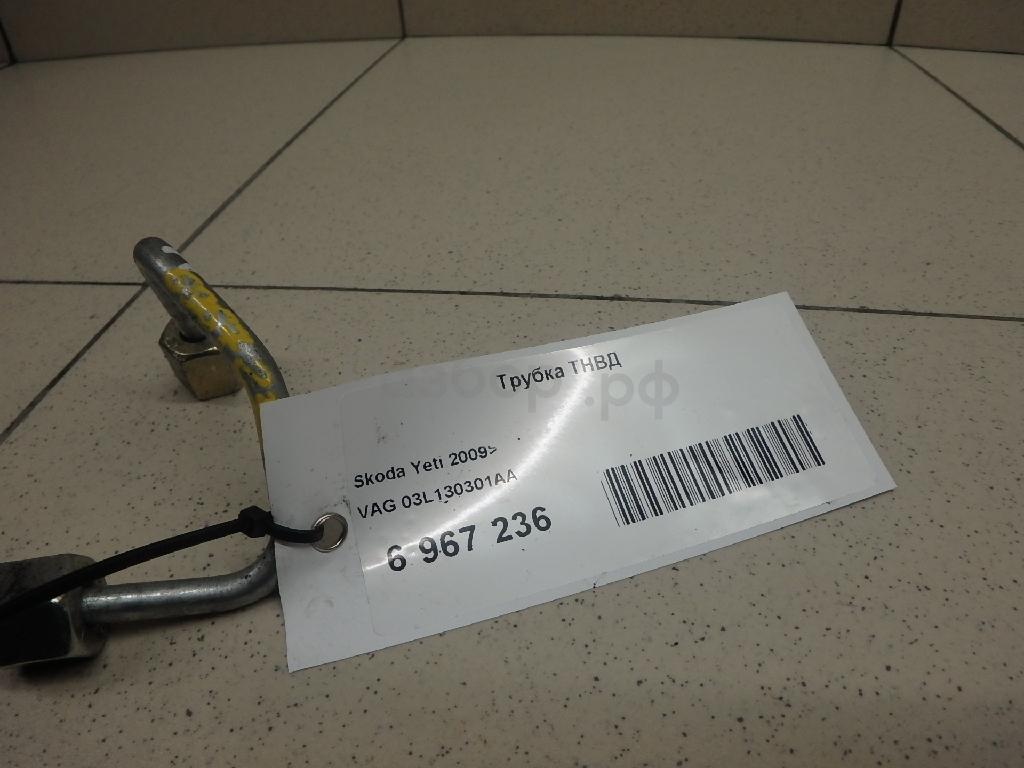 Трубка ТНВД
Skoda Yeti 2009>
VAG 03L130301AA
6 967 236